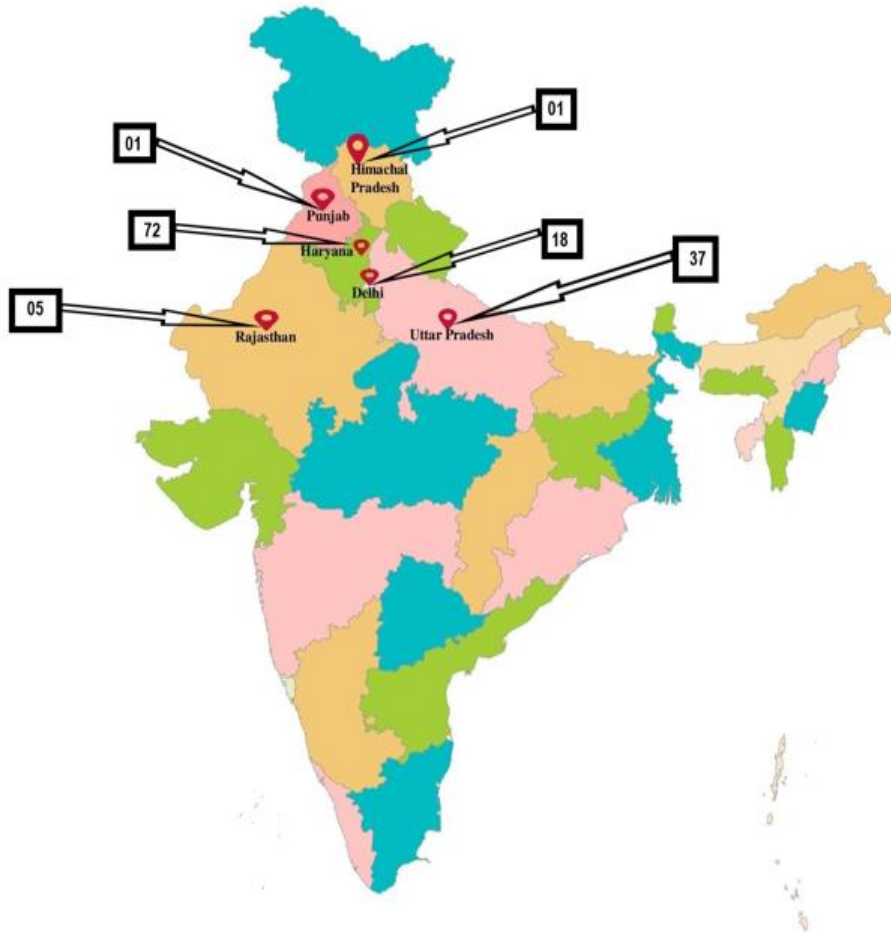 01
01
Himachal
Pradesh
Punjab
72
Haryana
18
37
Delhi
05
Rajasthan
Uttar Pradesh